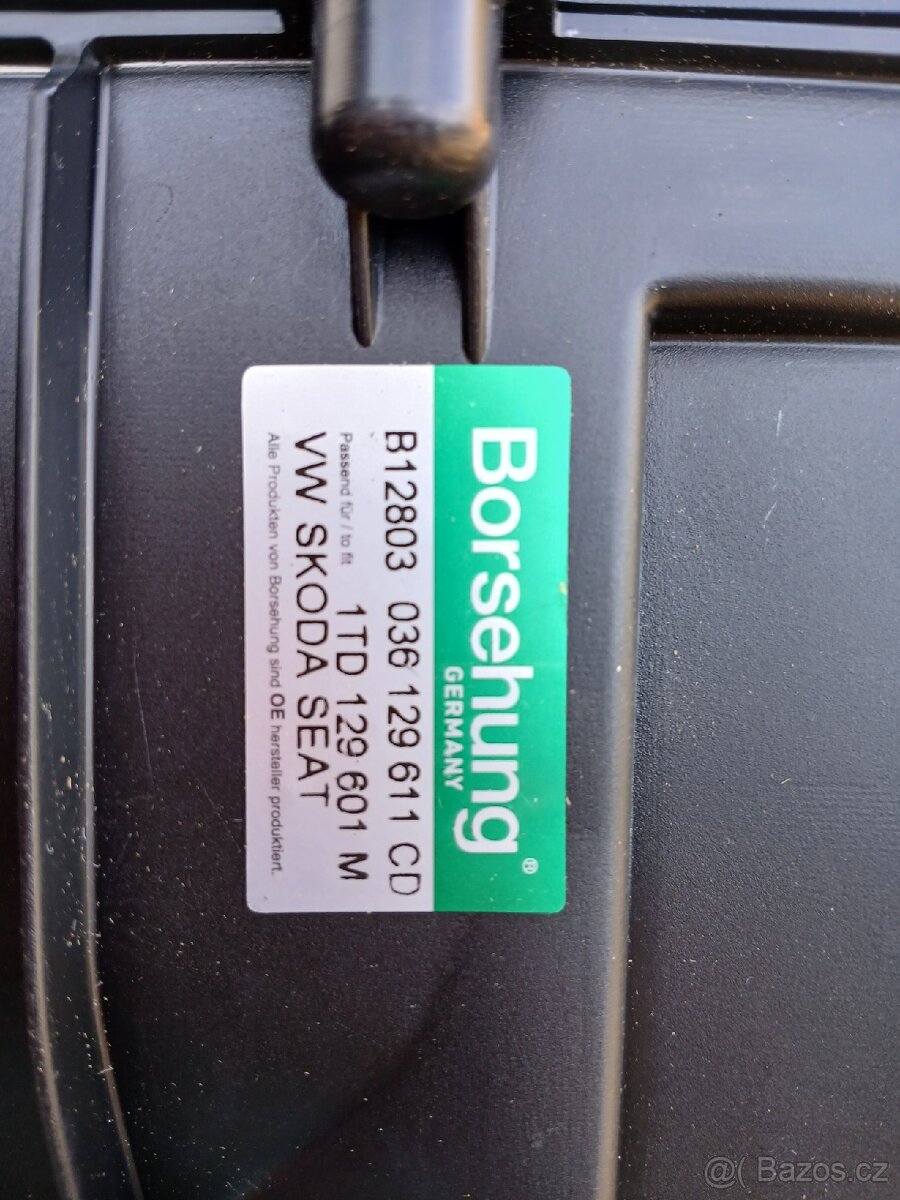 Borsehung®
GERMANY
B12803 036 129 611 CD
Passend für / to fit 1TD 129 601 M
VW SKODA SEAT
Alle Produkten von Borsehung sind OE hersteller produktiert.
@( Bazos.cz